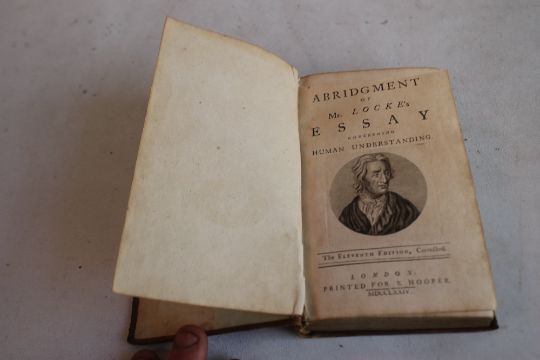 ABRIDGMENT
OF
Mr. LOCKE's
ESSAY
CONCERNING
HUMAN UNDERSTANDING.
The ELEVENTH EDITION, Corrected.
LONDON:
PRINTED FOR S. HOOPER.
MDCCLXXIV.